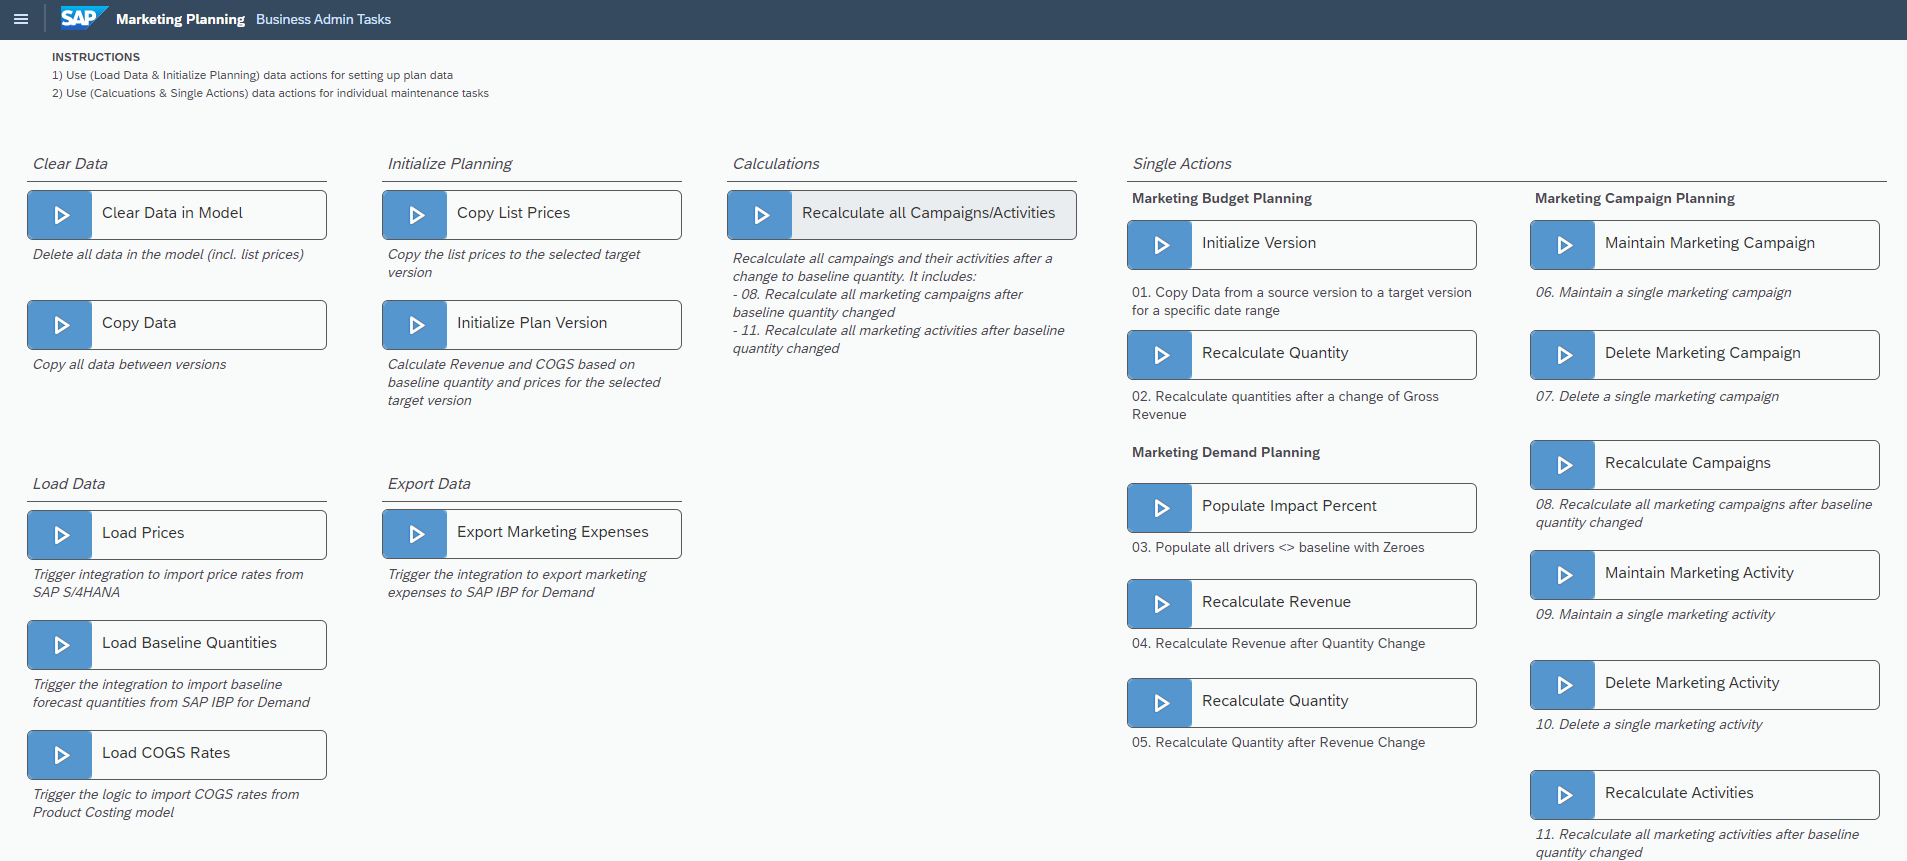 SAP Marketing Planning Business Admin Tasks
INSTRUCTIONS
1) Use (Load Data & Initialize Planning) data actions for setting up plan data
2) Use (Calcuations & Single Actions) data actions for individual maintenance tasks
Clear Data
Clear Data in Model
Delete all data in the model (incl. list prices)
Copy Data
Copy all data between versions
Load Data
Load Prices
Trigger integration to import price rates from
SAP S/4HANA
Load Baseline Quantities
Trigger the integration to import baseline
forecast quantities from SAP IBP for Demand
Load COGS Rates
Trigger the logic to import COGS rates from
Product Costing model
Initialize Planning
Copy List Prices
Copy the list prices to the selected target
version
Initialize Plan Version
Calculate Revenue and COGS based on
baseline quantity and prices for the selected
target version
Export Data
Export Marketing Expenses
Trigger the integration to export marketing
expenses to SAP IBP for Demand
Calculations
Recalculate all Campaigns/Activities
Recalculate all campaings and their activities after a
change to baseline quantity. It includes:
- 08. Recalculate all marketing campaigns after
baseline quantity changed
- 11. Recalculate all marketing activities after baseline
quantity changed
Single Actions
Marketing Budget Planning
Initialize Version
01. Copy Data from a source version to a target version
for a specific date range
Recalculate Quantity
02. Recalculate quantities after a change of Gross
Revenue
Marketing Demand Planning
Populate Impact Percent
03. Populate all drivers <> baseline with Zeroes
Recalculate Revenue
04. Recalculate Revenue after Quantity Change
Recalculate Quantity
05. Recalculate Quantity after Revenue Change
Marketing Campaign Planning
Maintain Marketing Campaign
06. Maintain a single marketing campaign
Delete Marketing Campaign
07. Delete a single marketing campaign
Recalculate Campaigns
08. Recalculate all marketing campaigns after baseline
quantity changed
Maintain Marketing Activity
09. Maintain a single marketing activity
Delete Marketing Activity
10. Delete a single marketing activity
Recalculate Activities
11. Recalculate all marketing activities after baseline
quantity changed